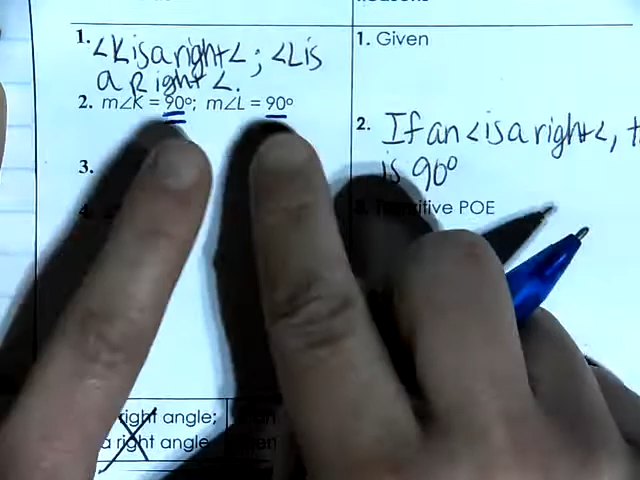 1. <K is a right <; <L is
a Right <.
1. Given
2. m∠K = 90°; m∠L = 90°
2. If an < is a right <,
is 90°
3.
POE
right angle;
a right angle